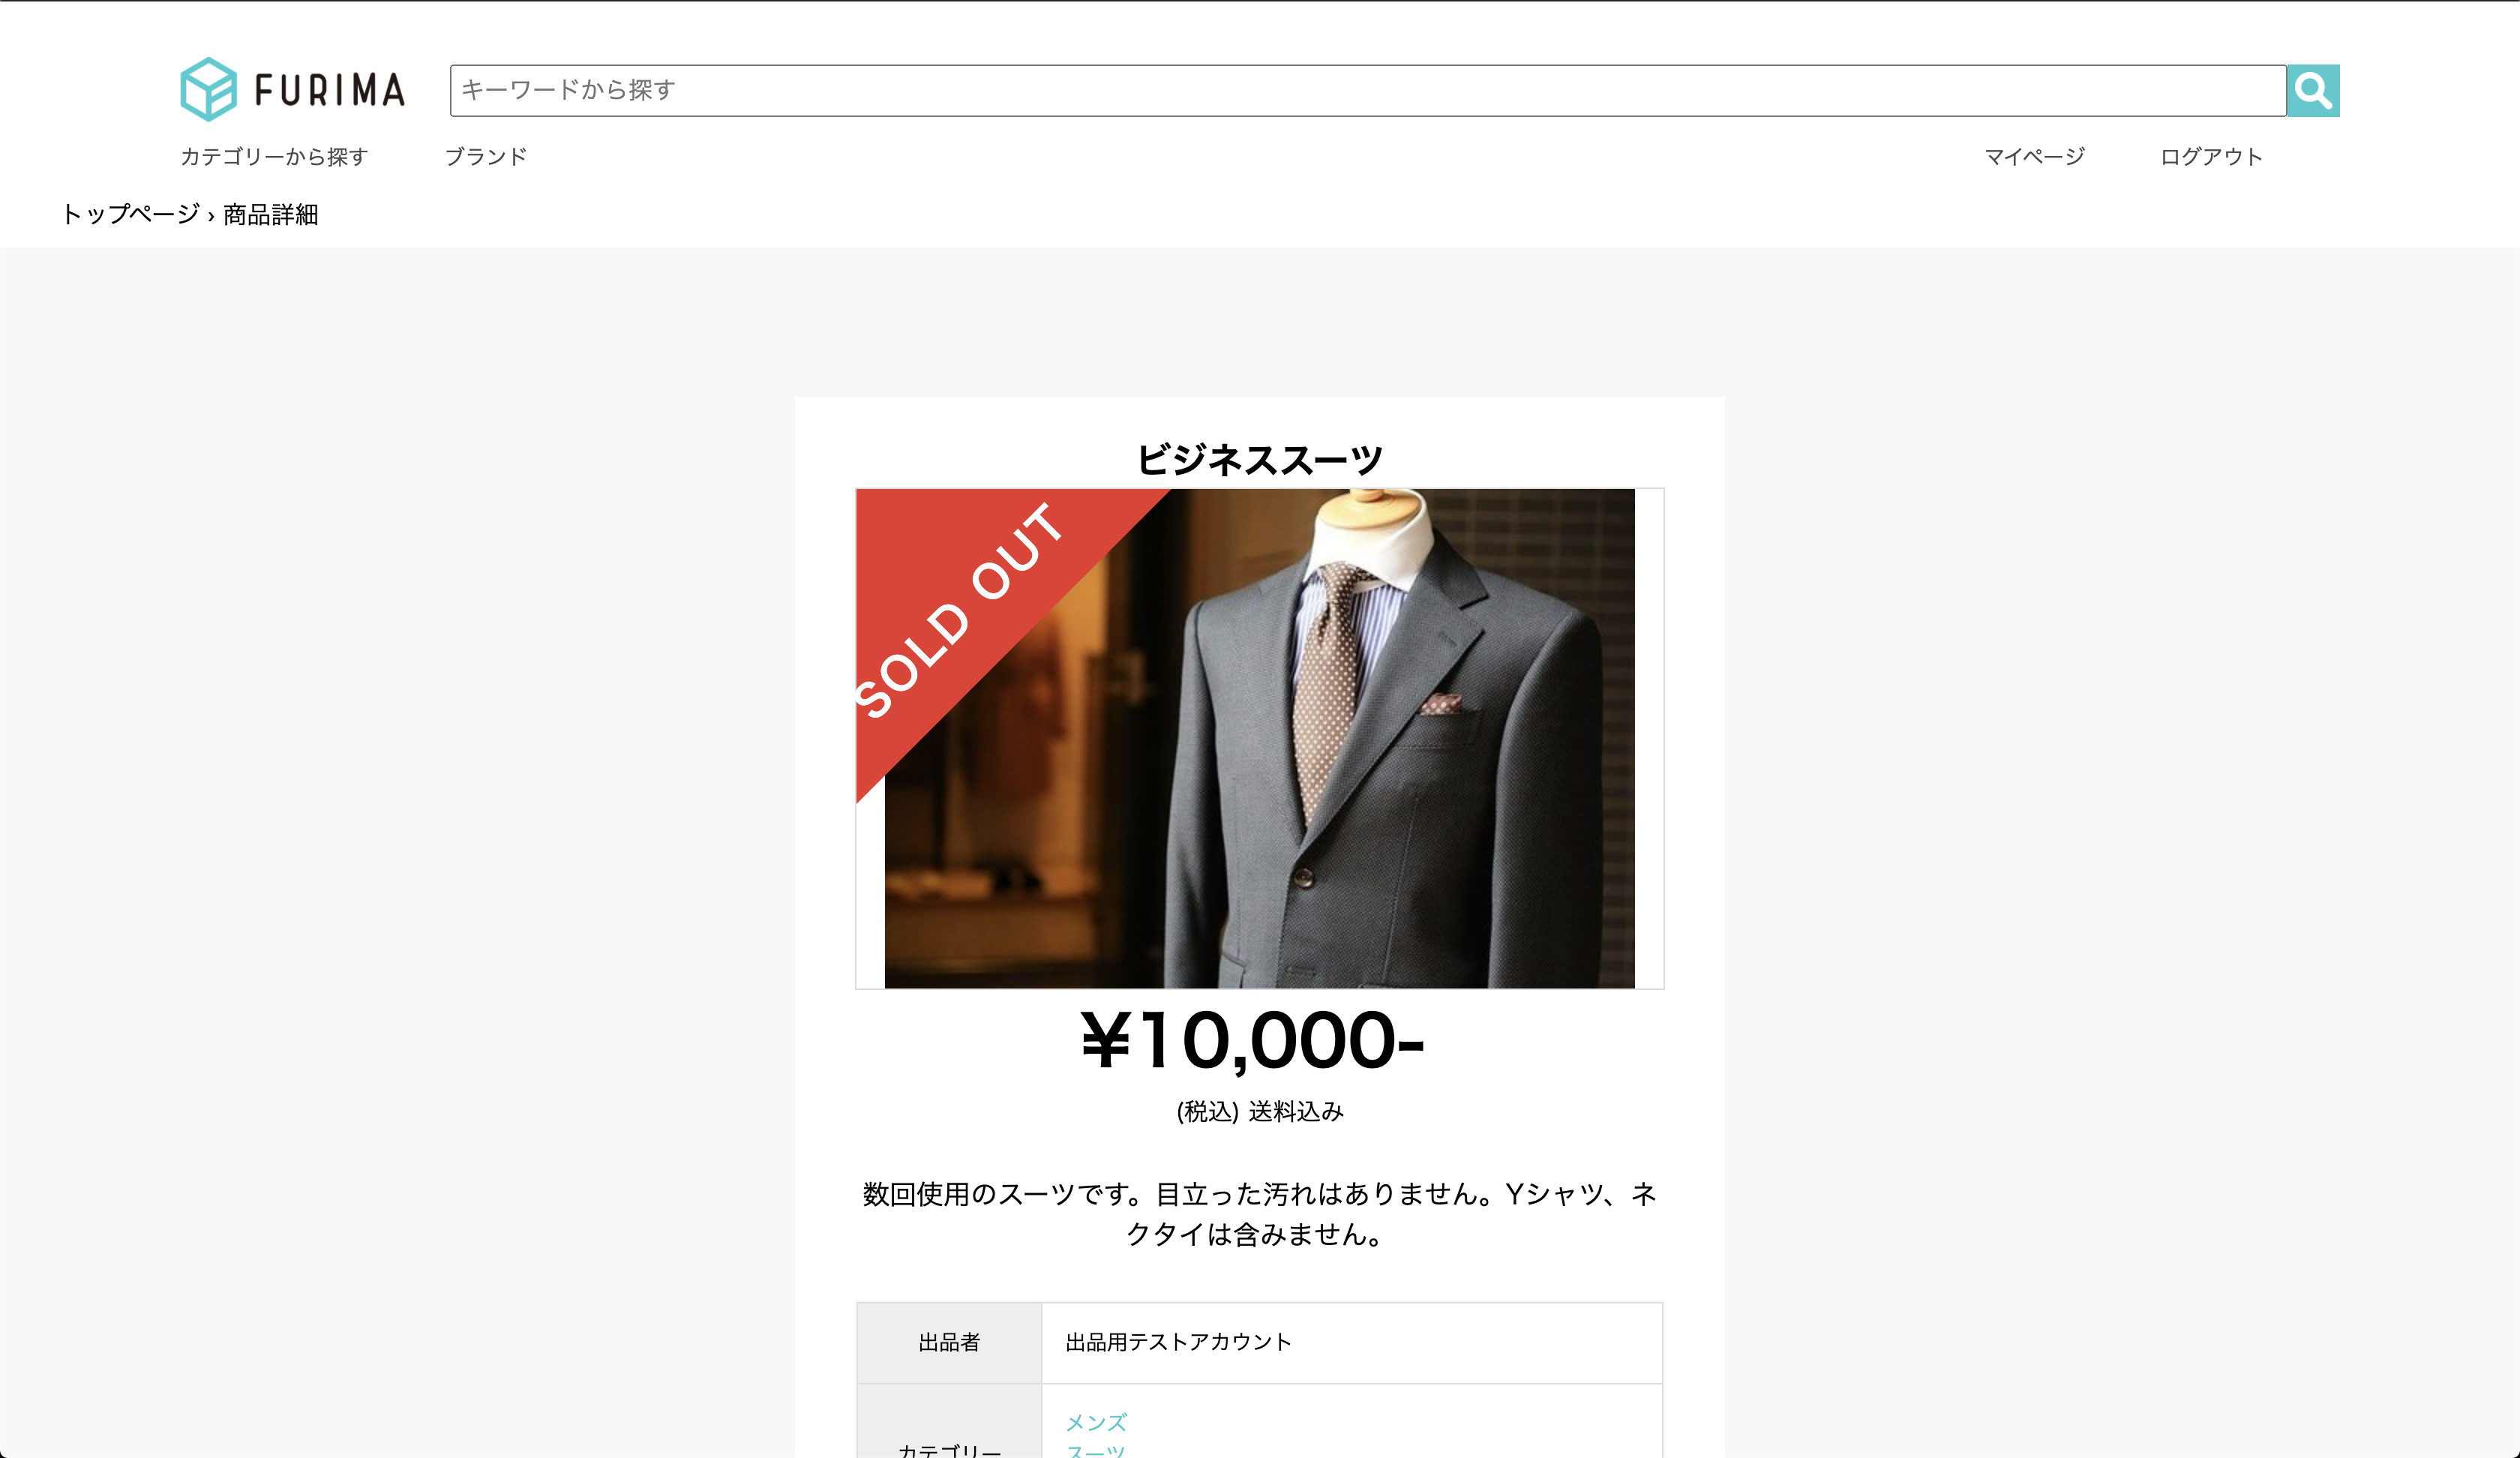 FURIMA
キーワードから探す
カテゴリーから探す
ブランド
マイページ
ログアウト
トップページ › 商品詳細
ビジネススーツ
SOLD OUT
¥10,000-
(税込) 送料込み
数回使用のスーツです。目立った汚れはありません。Yシャツ、ネ
クタイは含みません。
出品者
出品用テストアカウント
カテゴリー
メンズ
スーツ